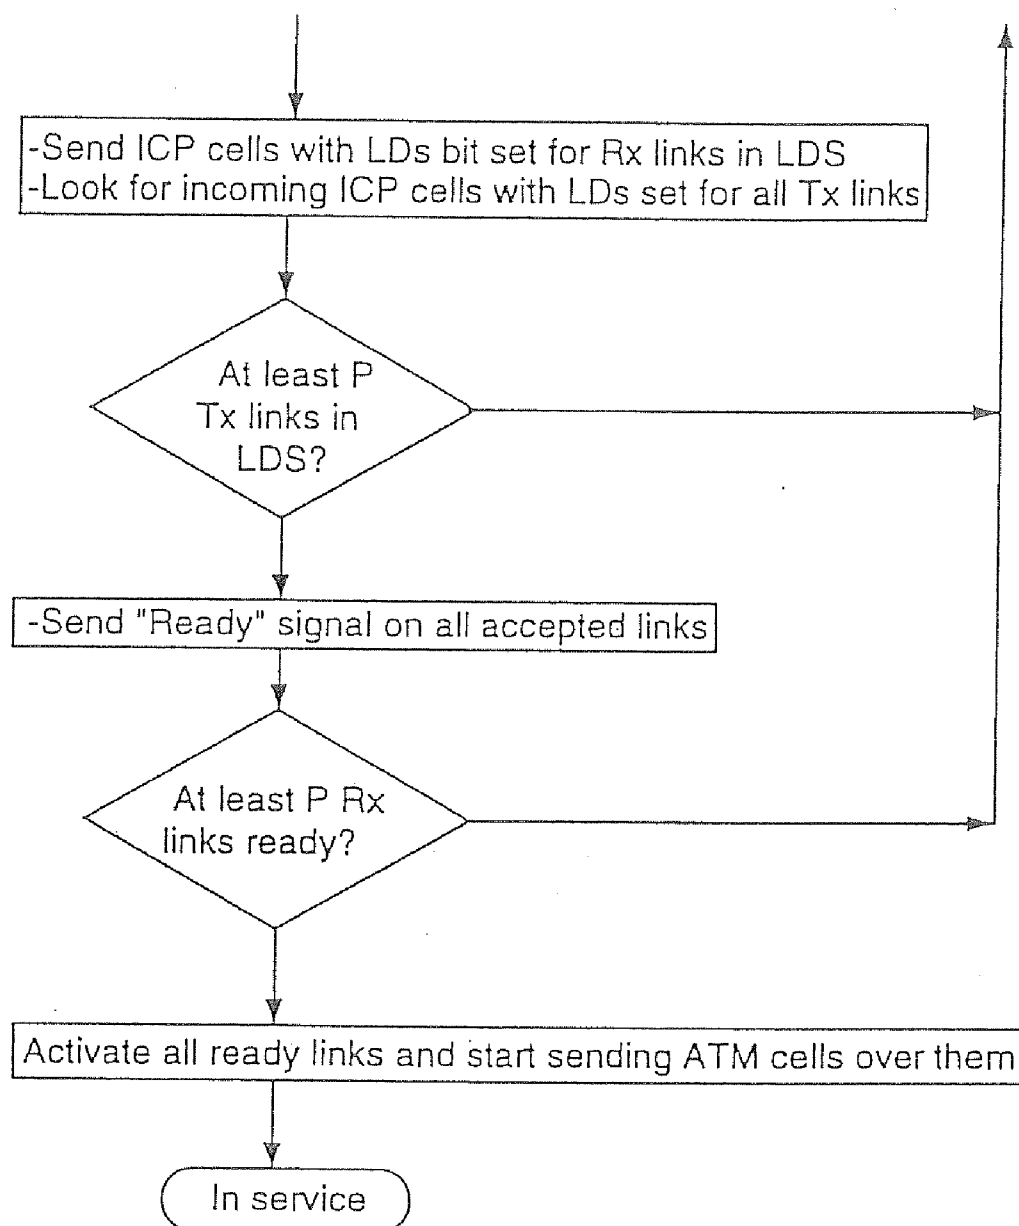 -Send ICP cells with LDs bit set for Rx links in LDS
-Look for incoming ICP cells with LDs set for all Tx links
At least P
Tx links in
LDS?
-Send "Ready" signal on all accepted links
At least P Rx
links ready?
Activate all ready links and start sending ATM cells over them
In service